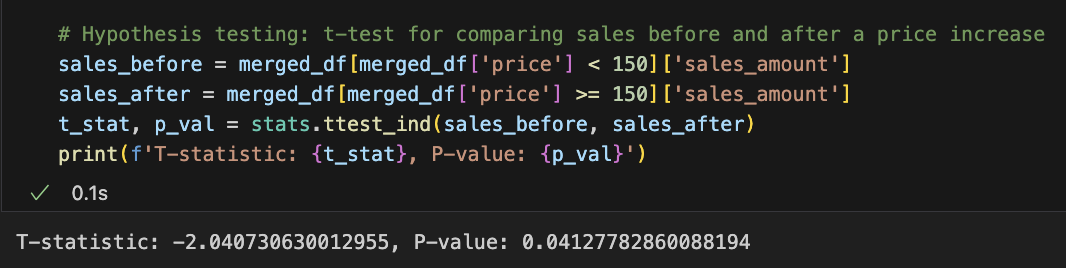 # Hypothesis testing: t-test for comparing sales before and after a price increase
sales_before = merged_df[merged_df['price'] < 150]['sales_amount']
sales_after = merged_df[merged_df['price'] >= 150]['sales_amount']
t_stat, p_val = stats.ttest_ind(sales_before, sales_after)
print(f'T-statistic: {t_stat}, P-value: {p_val}')
0.1s
T-statistic: -2.040730630012955, P-value: 0.04127782860088194